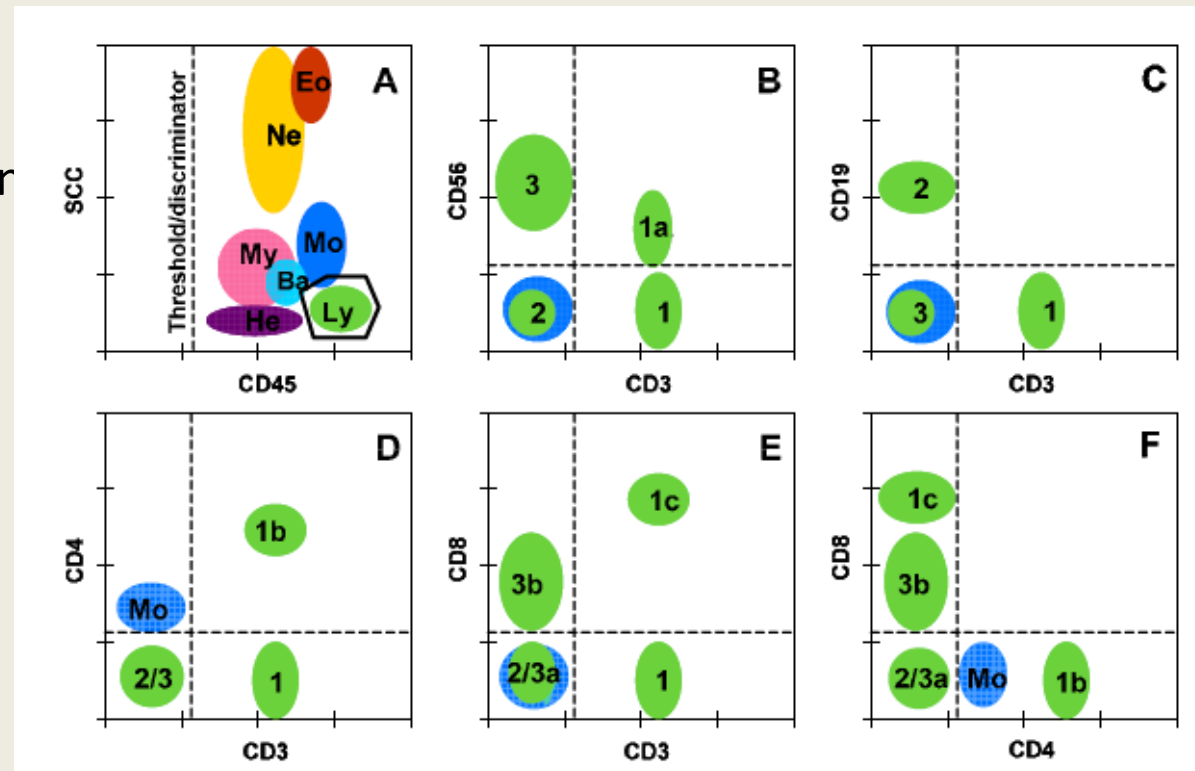 n
A
Threshold/discriminator
SCC
Eo
Ne
My
Mo
Ba
He
Ly
CD45
B
CD56
3
1a
2
1
CD3
C
CD19
2
3
1
CD3
D
CD4
1b
Mo
2/3
1
CD3
E
CD8
1c
3b
2/3a
1
CD3
F
CD8
1c
3b
2/3a
Mo
1b
CD4